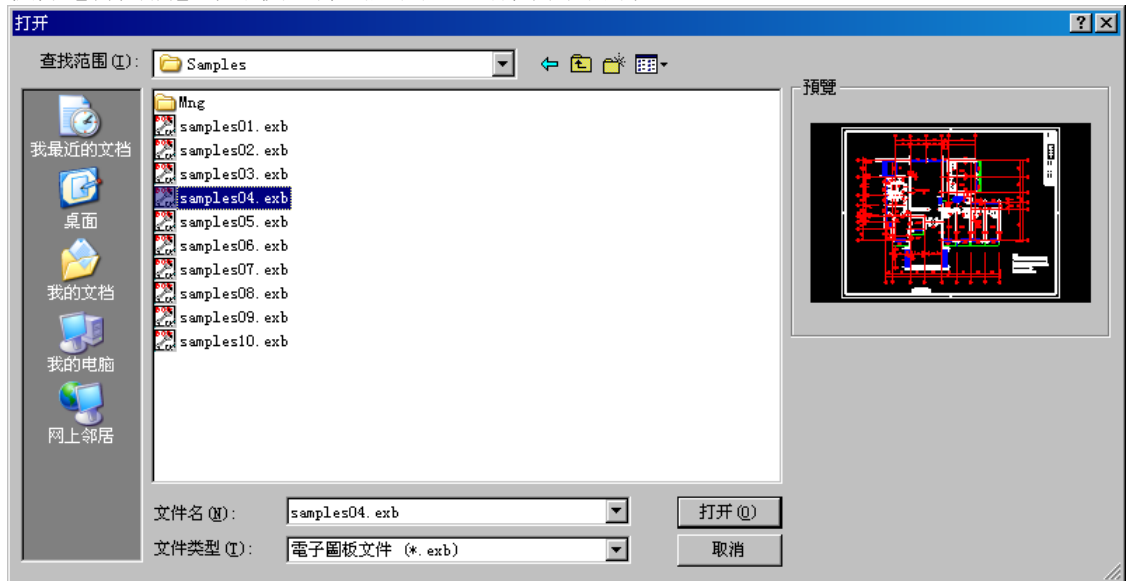 打开
查找范围(I):
Samples
我最近的文档
桌面
我的文档
我的电脑
网上邻居
Mng
samples01.exb
samples02.exb
samples03.exb
samples04.exb
samples05.exb
samples06.exb
samples07.exb
samples08.exb
samples09.exb
samples10.exb
預覽
文件名(N):
samples04.exb
打开(O)
文件类型(T):
電子圖板文件 (*.exb)
取消